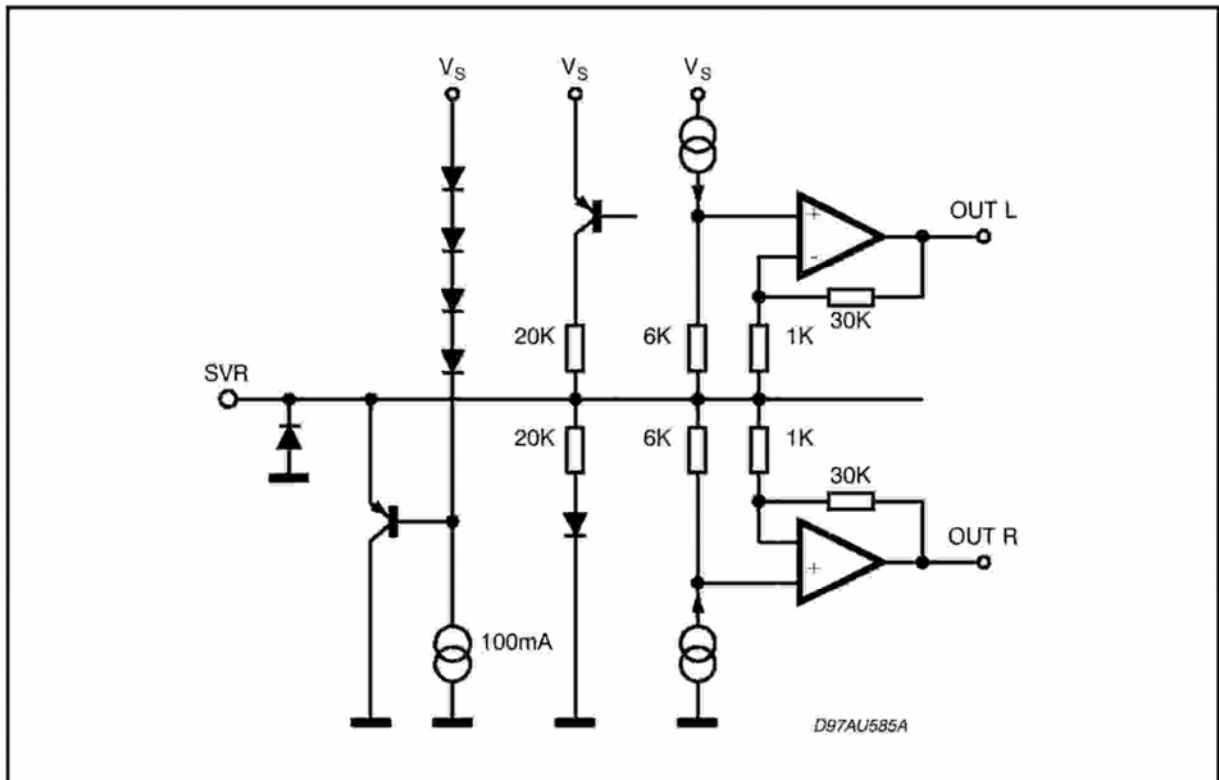 VS VS VS
+
OUT L
-
30K
20K 6K 1K
SVR
20K 6K 1K
30K
OUT R
+
100mA
D97AU585A